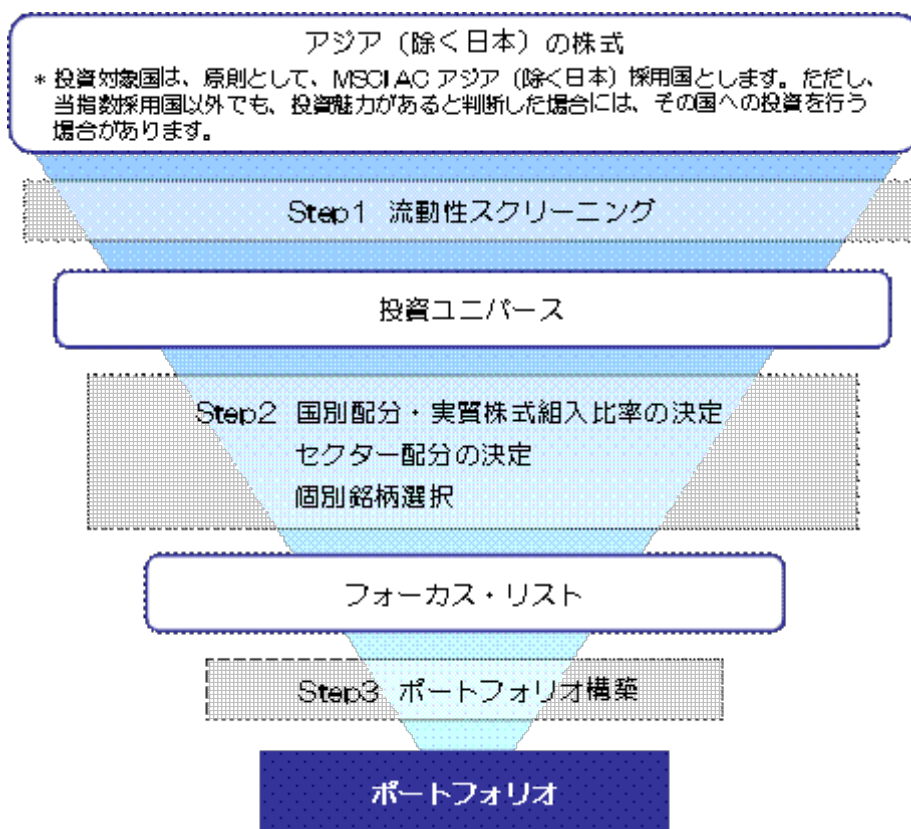 アジア（除く日本）の株式
* 投資対象国は、原則として、MSCI AC アジア（除く日本）採用国とします。ただし、
当指数採用国以外でも、投資魅力があると判断した場合には、その国への投資を行う
場合があります。
Step1 流動性スクリーニング
投資ユニバース
Step2 国別配分・実質株式組入比率の決定
セクター配分の決定
個別銘柄選択
フォーカス・リスト
Step3 ポートフォリオ構築
ポートフォリオ